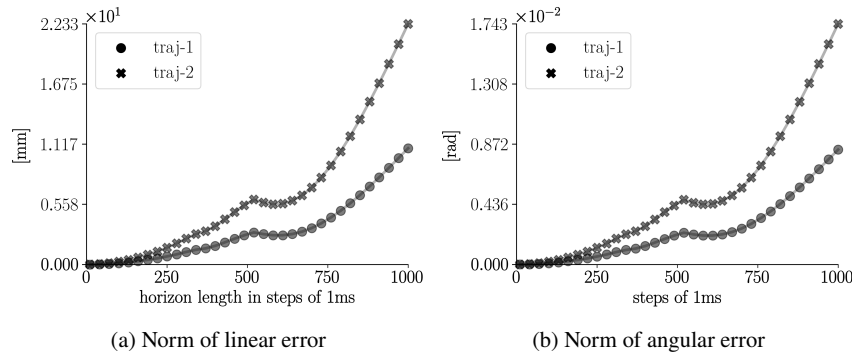 ×10¹
2.233
1.675
1.117
0.558
0.000
[mm]
traj-1
traj-2
0 250 500 750 1000
horizon length in steps of 1ms
(a) Norm of linear error
×10⁻²
1.743
1.308
0.872
0.436
0.000
[rad]
traj-1
traj-2
0 250 500 750 1000
steps of 1ms
(b) Norm of angular error